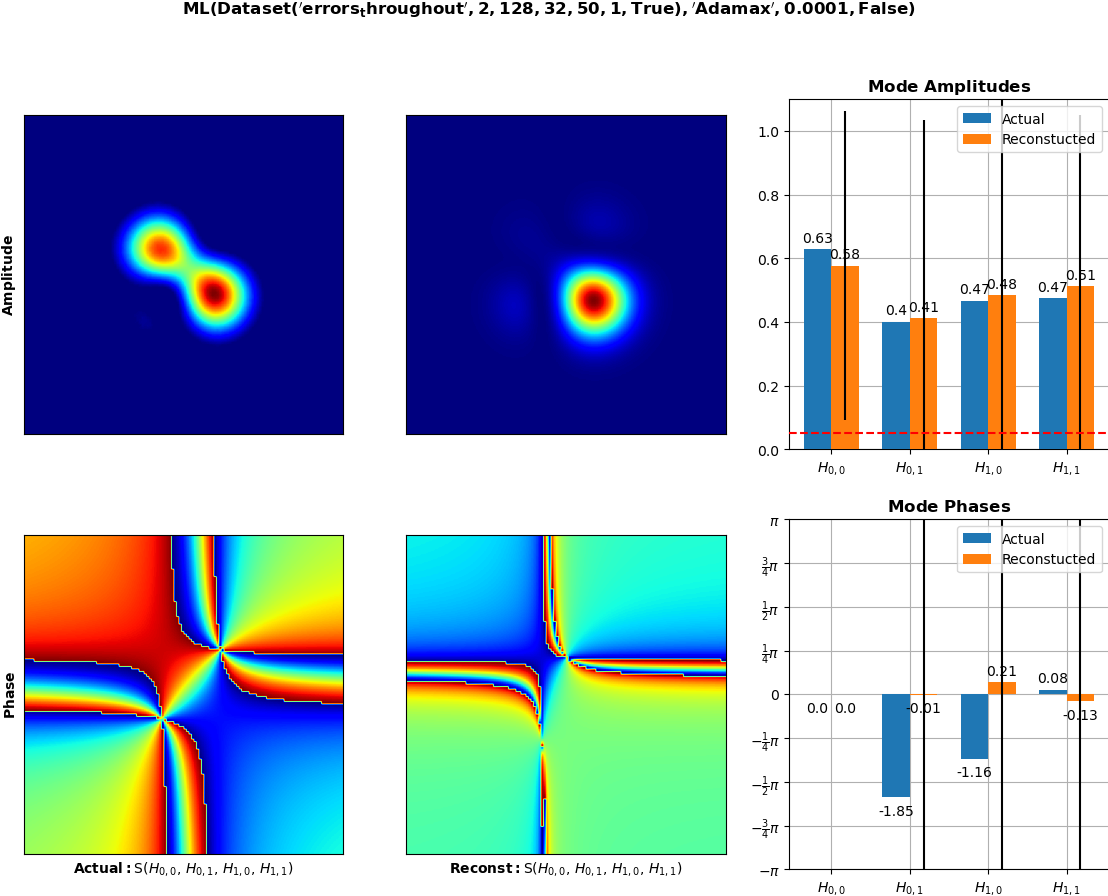 ML(Dataset('errors_throughout', 2, 128, 32, 50, 1, True), 'Adamax', 0.0001, False)
Amplitude
Mode Amplitudes
Actual
Reconstucted
1.0
0.8
0.6
0.4
0.2
0.0
0.63 0.58 0.4 0.41 0.47 0.48 0.47 0.51
H0,0 H0,1 H1,0 H1,1
Phase
Actual: S(H0,0, H0,1, H1,0, H1,1)
Reconst: S(H0,0, H0,1, H1,0, H1,1)
Mode Phases
Actual
Reconstucted
π
3/4π
1/2π
1/4π
0
−1/4π
−1/2π
−3/4π
−π
0.0 0.0 -1.85 -0.01 -1.16 0.21 0.08 -0.13
H0,0 H0,1 H1,0 H1,1